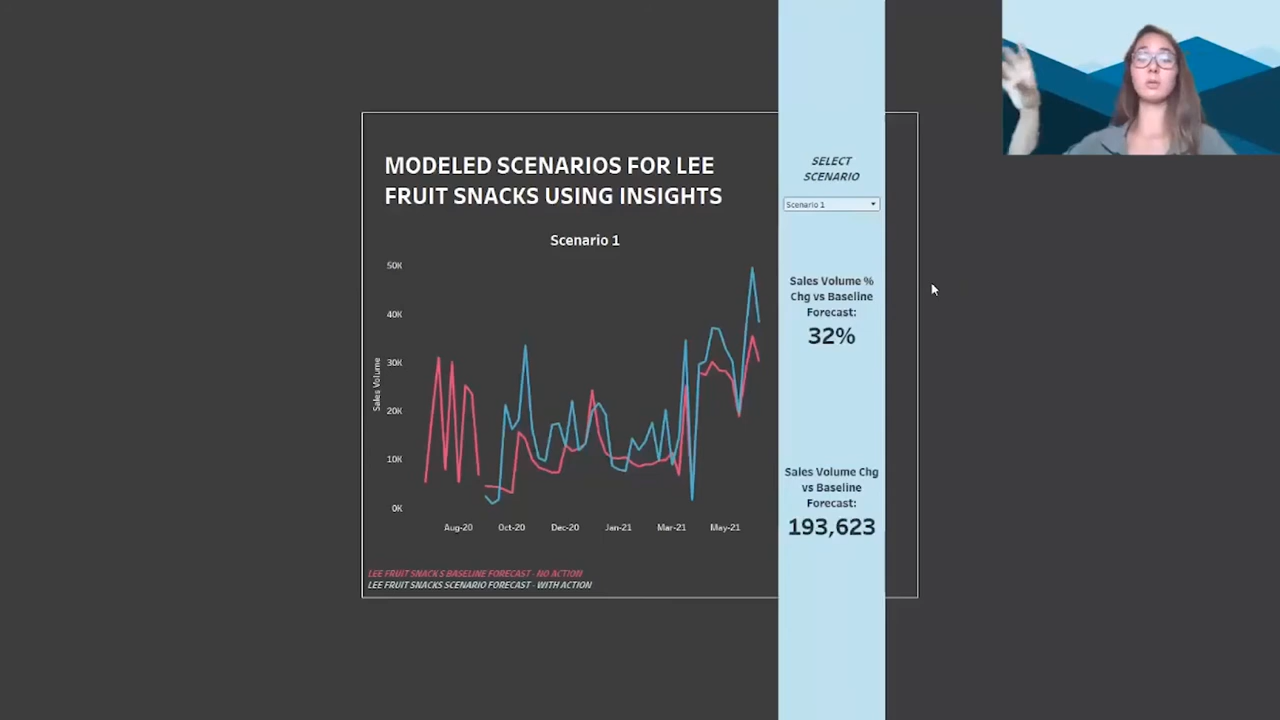 MODELED SCENARIOS FOR LEE
FRUIT SNACKS USING INSIGHTS
Scenario 1
50K
40K
30K
20K
10K
0K
Sales Volume
Aug-20
Oct-20
Dec-20
Jan-21
Mar-21
May-21
LEE FRUIT SNACKS BASELINE FORECAST - NO ACTION
LEE FRUIT SNACKS SCENARIO FORECAST - WITH ACTION
SELECT
SCENARIO
Scenario 1
Sales Volume %
Chg vs Baseline
Forecast:
32%
Sales Volume Chg
vs Baseline
Forecast:
193,623